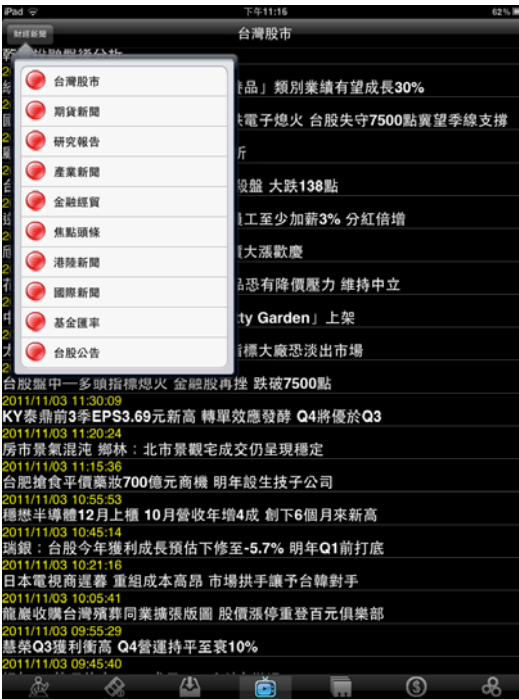 iPad
下午11:16
62%
財經新聞
台灣股市
台灣股市
期貨新聞
研究報告
產業新聞
金融經貿
焦點頭條
港陸新聞
國際新聞
基金匯率
台股公告
品」類別業績有望成長30%
電子熄火 台股失守7500點冀望季線支撐
析
殺盤 大跌138點
工至少加薪3% 分紅倍增
大漲歡慶
恐有降價壓力 維持中立
ty Garden」上架
指標大廠恐淡出市場
台股盤中—多頭指標熄火 金融股再挫 跌破7500點
2011/11/03 11:30:09
KY泰鼎前3季EPS3.69元新高 轉單效應發酵 Q4將優於Q3
2011/11/03 11:20:24
房市景氣混沌 鄉林：北市景觀宅成交仍呈現穩定
2011/11/03 11:15:36
台肥搶食平價藥妝700億元商機 明年設生技子公司
2011/11/03 10:55:53
穩懋半導體12月上櫃 10月營收年增4成 創下6個月來新高
2011/11/03 10:45:14
瑞銀：台股今年獲利成長預估下修至-5.7% 明年Q1前打底
2011/11/03 10:21:16
日本電視商遲暮 重組成本高昂 市場拱手讓予台韓對手
2011/11/03 10:05:41
龍巖收購台灣殯葬同業擴張版圖 股價漲停重登百元俱樂部
2011/11/03 09:55:29
慧榮Q3獲利衝高 Q4營運持平至衰10%
2011/11/03 09:45:40